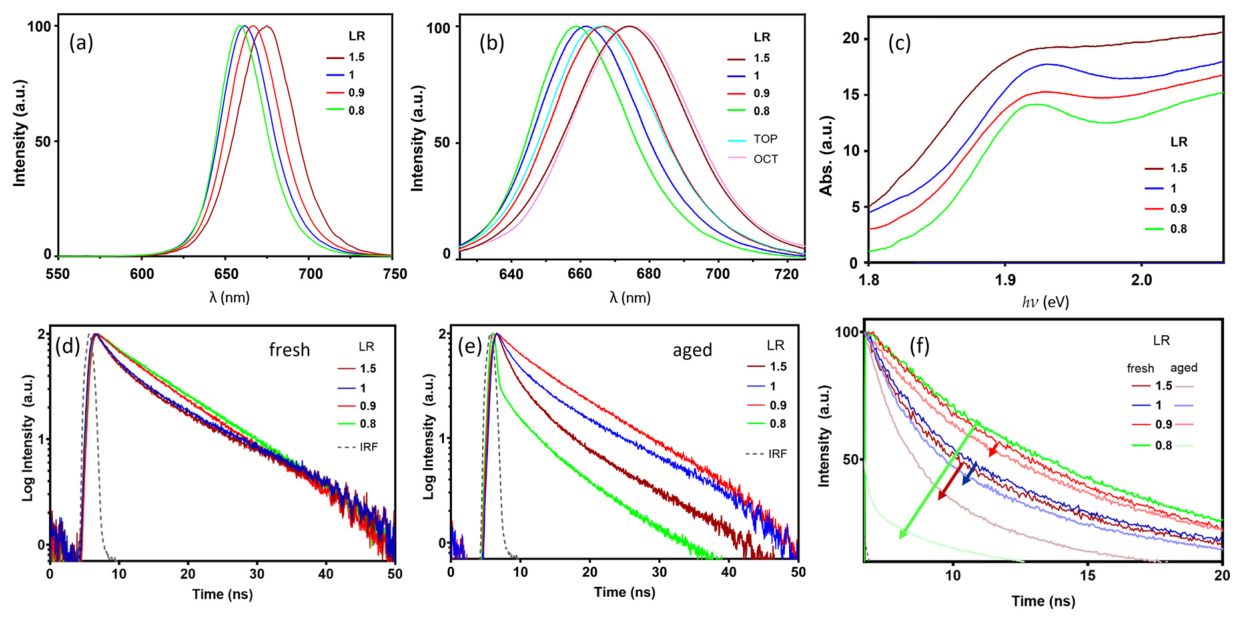 (a)
LR
1.5
1
0.9
0.8
100
50
0
Intensity (a.u.)
550
600
650
700
750
λ (nm)
(b)
LR
1.5
1
0.9
0.8
TOP
OCT
100
50
0
Intensity (a.u.)
640
660
680
700
720
λ (nm)
(c)
20
15
10
5
0
Abs. (a.u.)
LR
1.5
1
0.9
0.8
1.8
1.9
2.0
hν (eV)
(d)
fresh
LR
1.5
1
0.9
0.8
IRF
2
1
0
Log Intensity (a.u.)
0
10
20
30
40
50
Time (ns)
(e)
aged
LR
1.5
1
0.9
0.8
IRF
2
1
0
Log Intensity (a.u.)
0
10
20
30
40
50
Time (ns)
(f)
LR
fresh aged
1.5
1
0.9
0.8
100
50
Intensity (a.u.)
10
15
20
Time (ns)